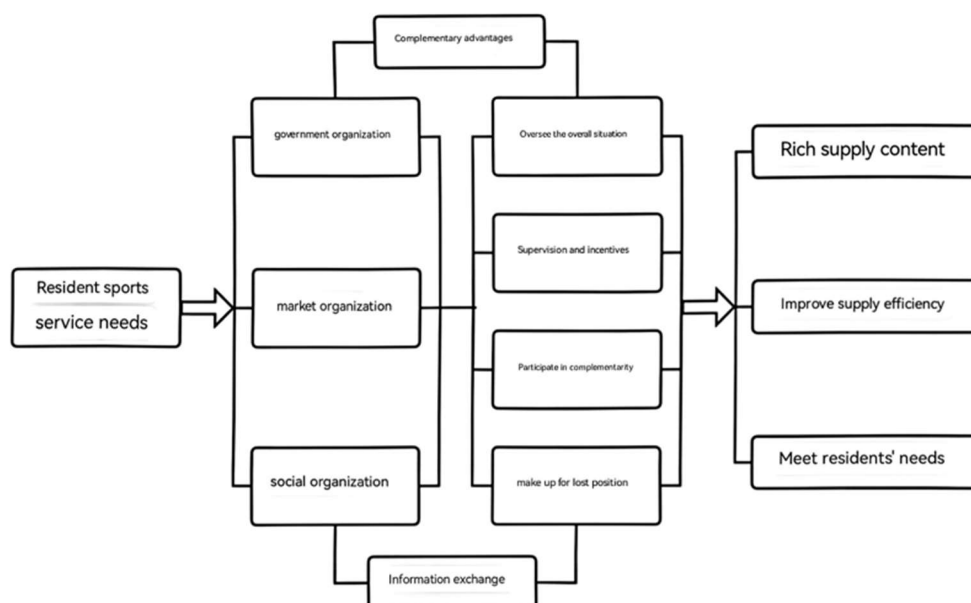 Complementary advantages
government organization
Oversee the overall situation
Rich supply content
Supervision and incentives
Resident sports
service needs
market organization
Improve supply efficiency
Participate in complementarity
social organization
make up for lost position
Meet residents' needs
Information exchange